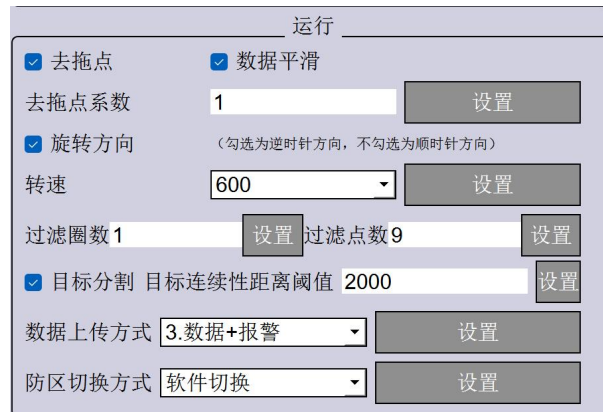 运行
去拖点 数据平滑
去拖点系数 1 设置
旋转方向 （勾选为逆时针方向，不勾选为顺时针方向）
转速 600 设置
过滤圈数 1 设置 过滤点数 9 设置
目标分割 目标连续性距离阈值 2000 设置
数据上传方式 3.数据+报警 设置
防区切换方式 软件切换 设置